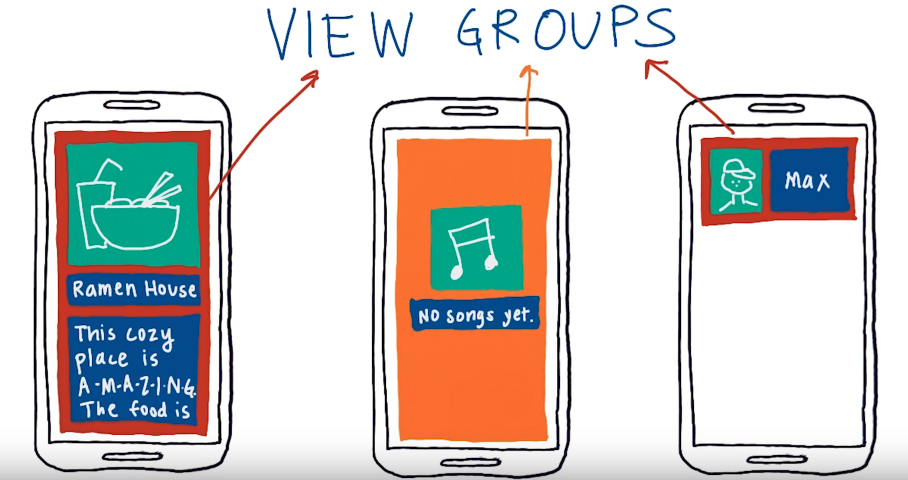 VIEW GROUPS
Ramen House
This cozy
place is
A-M-A-Z-I-N-G.
The food is
No songs yet.
Max